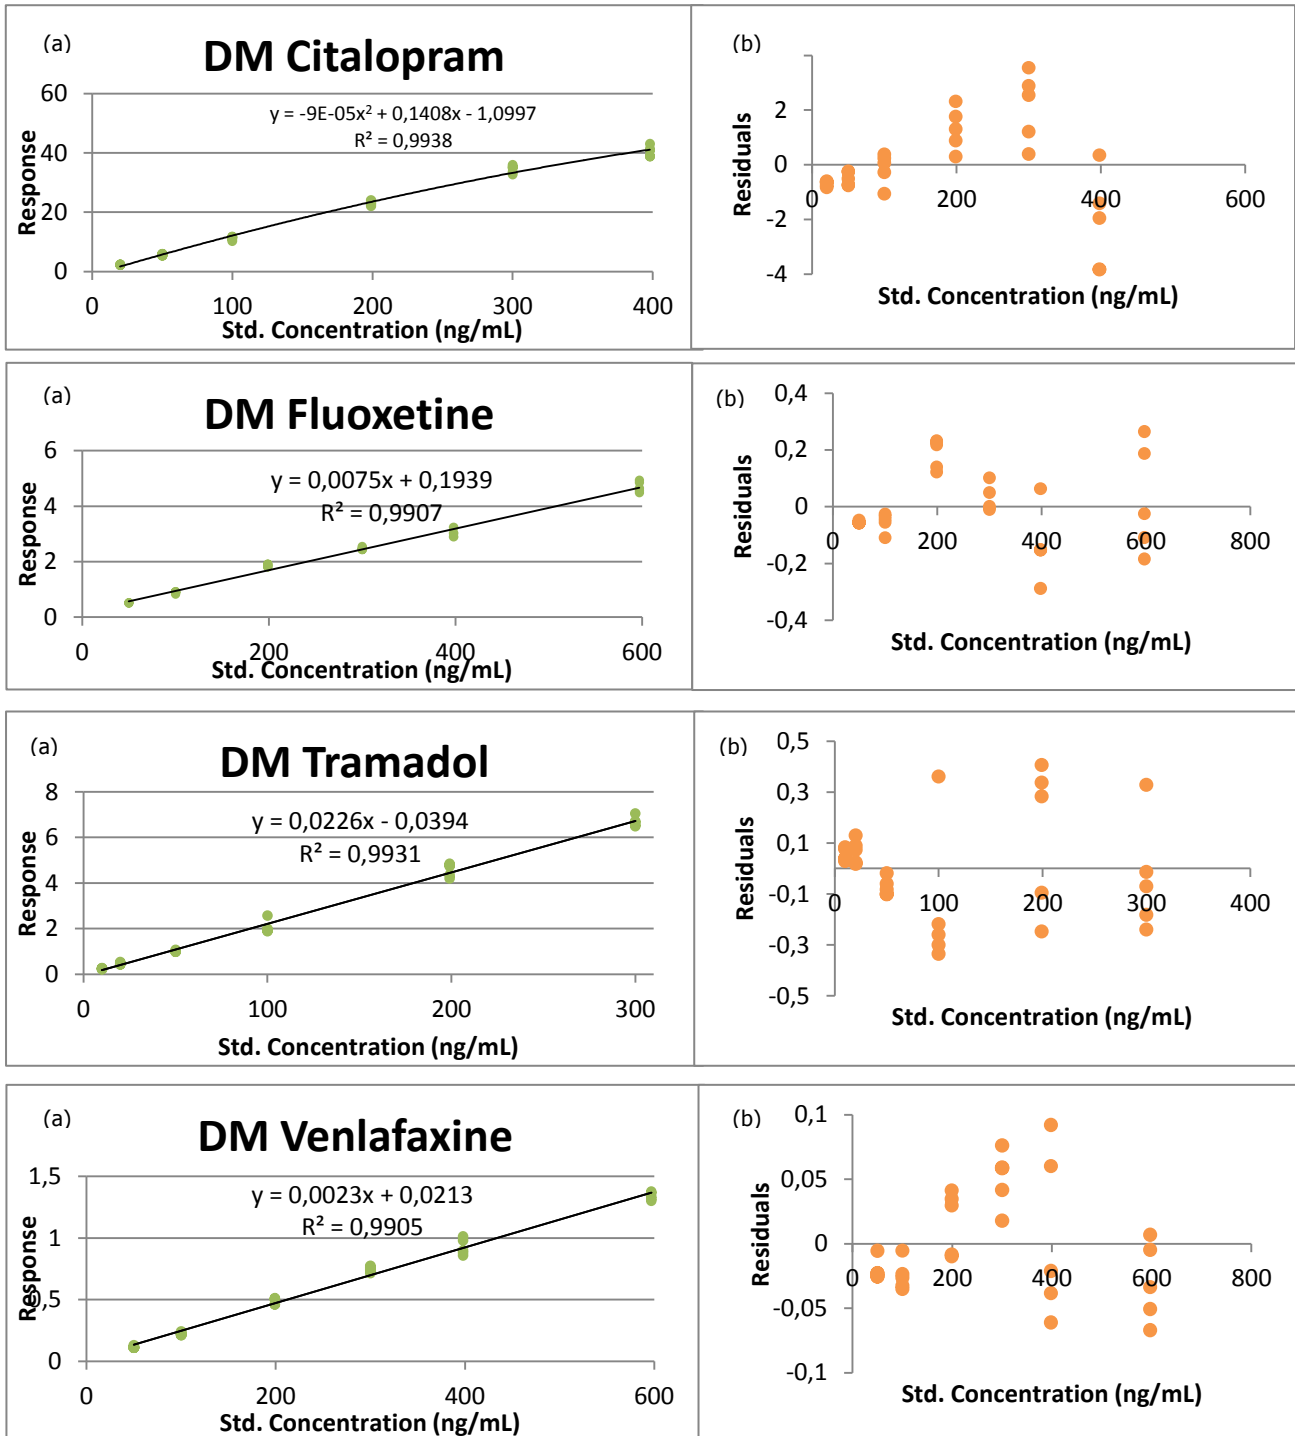 (a)
DM Citalopram
y = -9E-05x² + 0,1408x - 1,0997
R² = 0,9938
Response
60
40
20
0
0 100 200 300 400
Std. Concentration (ng/mL)
(b)
Residuals
2
0
-2
-4
0 200 400 600
Std. Concentration (ng/mL)
(a)
DM Fluoxetine
y = 0,0075x + 0,1939
R² = 0,9907
Response
6
4
2
0
0 200 400 600
Std. Concentration (ng/mL)
(b)
Residuals
0,4
0,2
0
-0,2
-0,4
0 200 400 600 800
Std. Concentration (ng/mL)
(a)
DM Tramadol
y = 0,0226x - 0,0394
R² = 0,9931
Response
8
6
4
2
0
0 100 200 300
Std. Concentration (ng/mL)
(b)
Residuals
0,5
0,3
0,1
-0,1
-0,3
-0,5
0 100 200 300 400
Std. Concentration (ng/mL)
(a)
DM Venlafaxine
y = 0,0023x + 0,0213
R² = 0,9905
Response
1,5
1
0,5
0
0 200 400 600
Std. Concentration (ng/mL)
(b)
Residuals
0,1
0,05
0
-0,05
-0,1
0 200 400 600 800
Std. Concentration (ng/mL)